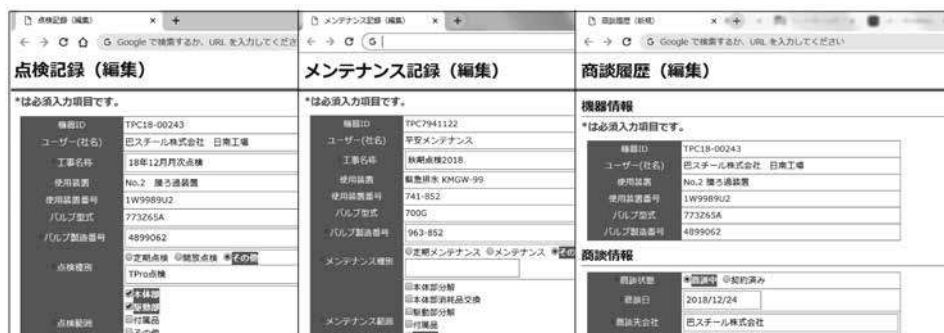 点検記録（編集）
Google で検索するか、URL を入力してくださ
点検記録（編集）
*は必須入力項目です。
機器ID TPC18-00243
ユーザー(社名) 巴スチール株式会社 日南工場
工事名称 18年12月月次点検
使用装置 No.2 膜ろ過装置
使用装置番号 1W9989U2
バルブ型式 773Z65A
バルブ製造番号 4899062
点検種別 定期点検 開放点検 その他
TPro点検
点検範囲 本体部
駆動部
付属品
その他
メンテナンス記録（編集）
メンテナンス記録（編集）
*は必須入力項目です。
機器ID TPC7941122
ユーザー(社名) 平安メンテナンス
工事名称 秋期点検2018
使用装置 緊急排水 KMGW-99
使用装置番号 741-852
バルブ型式 700G
バルブ製造番号 963-852
メンテナンス種別 定期メンテナンス メンテナンス その
メンテナンス範囲 本体部分解
本体部消耗品交換
駆動部分解
付属品
商談履歴（新規）
Google で検索するか、URL を入力してください
商談履歴（編集）
機器情報
*は必須入力項目です。
機器ID TPC18-00243
ユーザー(社名) 巴スチール株式会社 日南工場
使用装置 No.2 膜ろ過装置
使用装置番号 1W9989U2
バルブ型式 773Z65A
バルブ製造番号 4899062
商談情報
商談状態 商談中 契約済み
商談日 2018/12/24
商談先会社 巴スチール株式会社